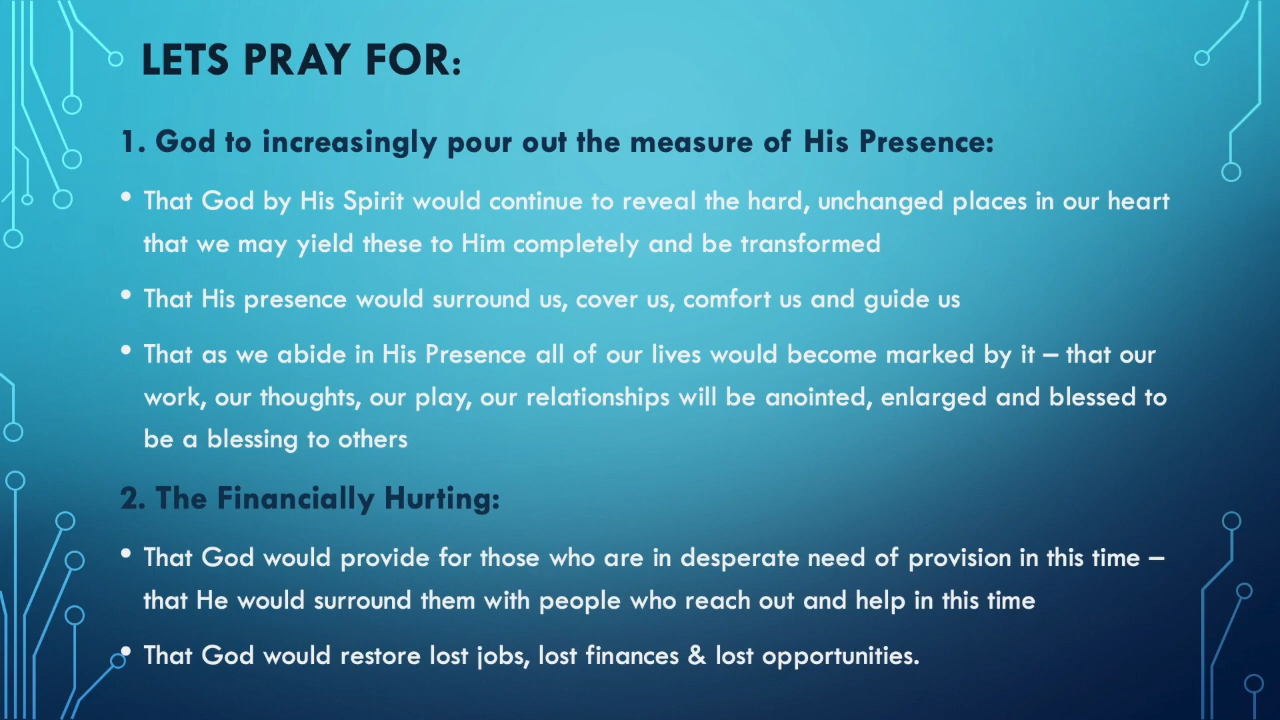 LETS PRAY FOR:
1. God to increasingly pour out the measure of His Presence:
• That God by His Spirit would continue to reveal the hard, unchanged places in our heart
that we may yield these to Him completely and be transformed
• That His presence would surround us, cover us, comfort us and guide us
• That as we abide in His Presence all of our lives would become marked by it – that our
work, our thoughts, our play, our relationships will be anointed, enlarged and blessed to
be a blessing to others
2. The Financially Hurting:
• That God would provide for those who are in desperate need of provision in this time –
that He would surround them with people who reach out and help in this time
• That God would restore lost jobs, lost finances & lost opportunities.